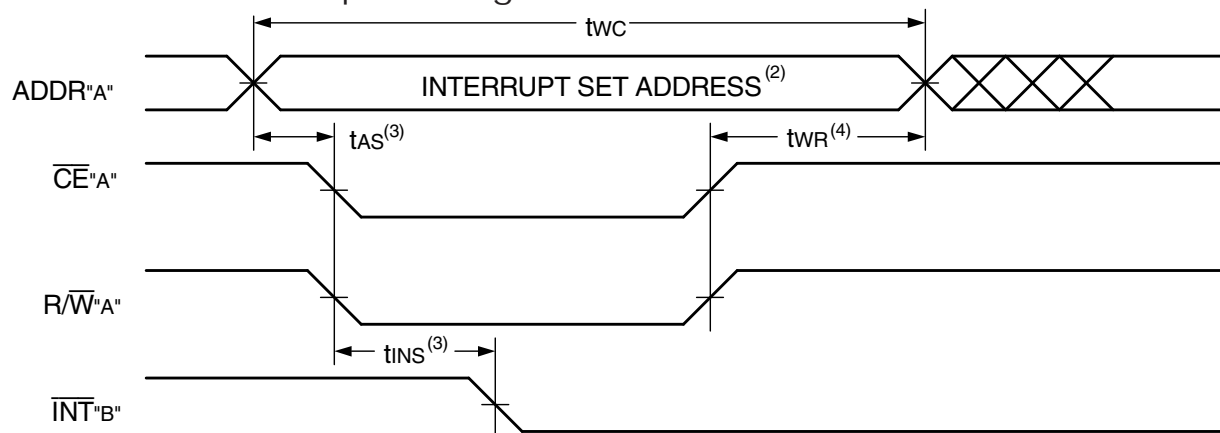 tWC
ADDR"A"
INTERRUPT SET ADDRESS(2)
tAS(3)
tWR(4)
CE"A"
R/W"A"
tINS(3)
INT"B"